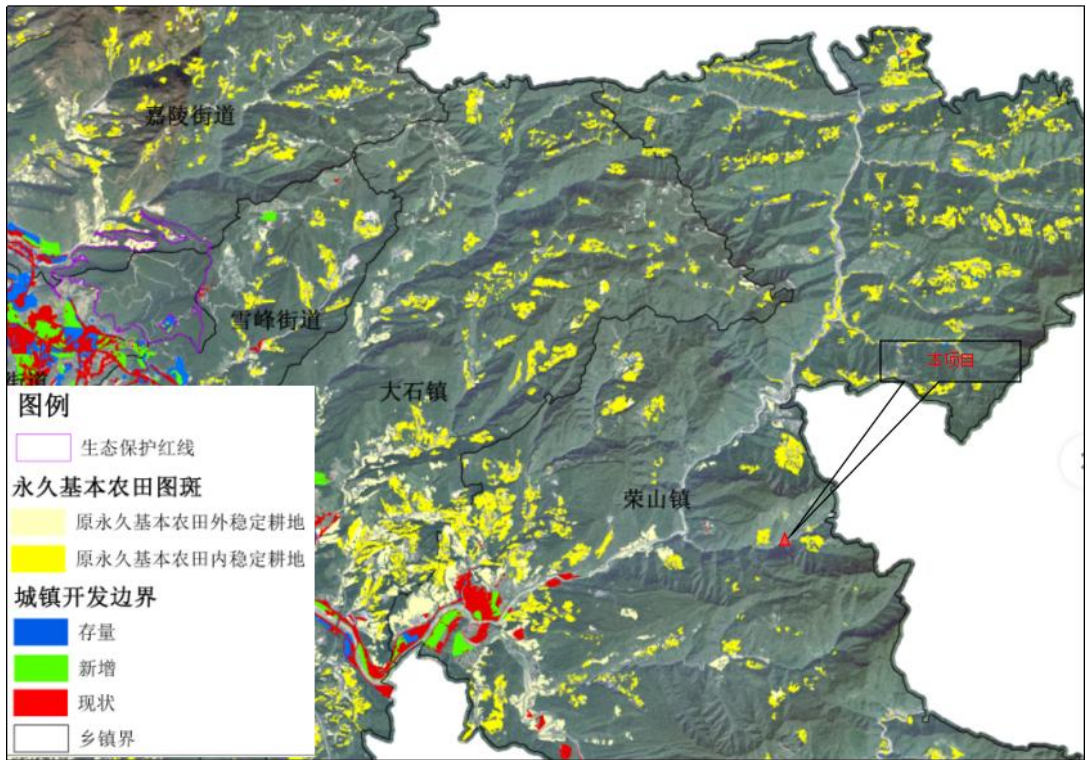 嘉陵街道
雪峰街道
大石镇
荣山镇
本项目
街道
图例
生态保护红线
永久基本农田图斑
原永久基本农田外稳定耕地
原永久基本农田内稳定耕地
城镇开发边界
存量
新增
现状
乡镇界